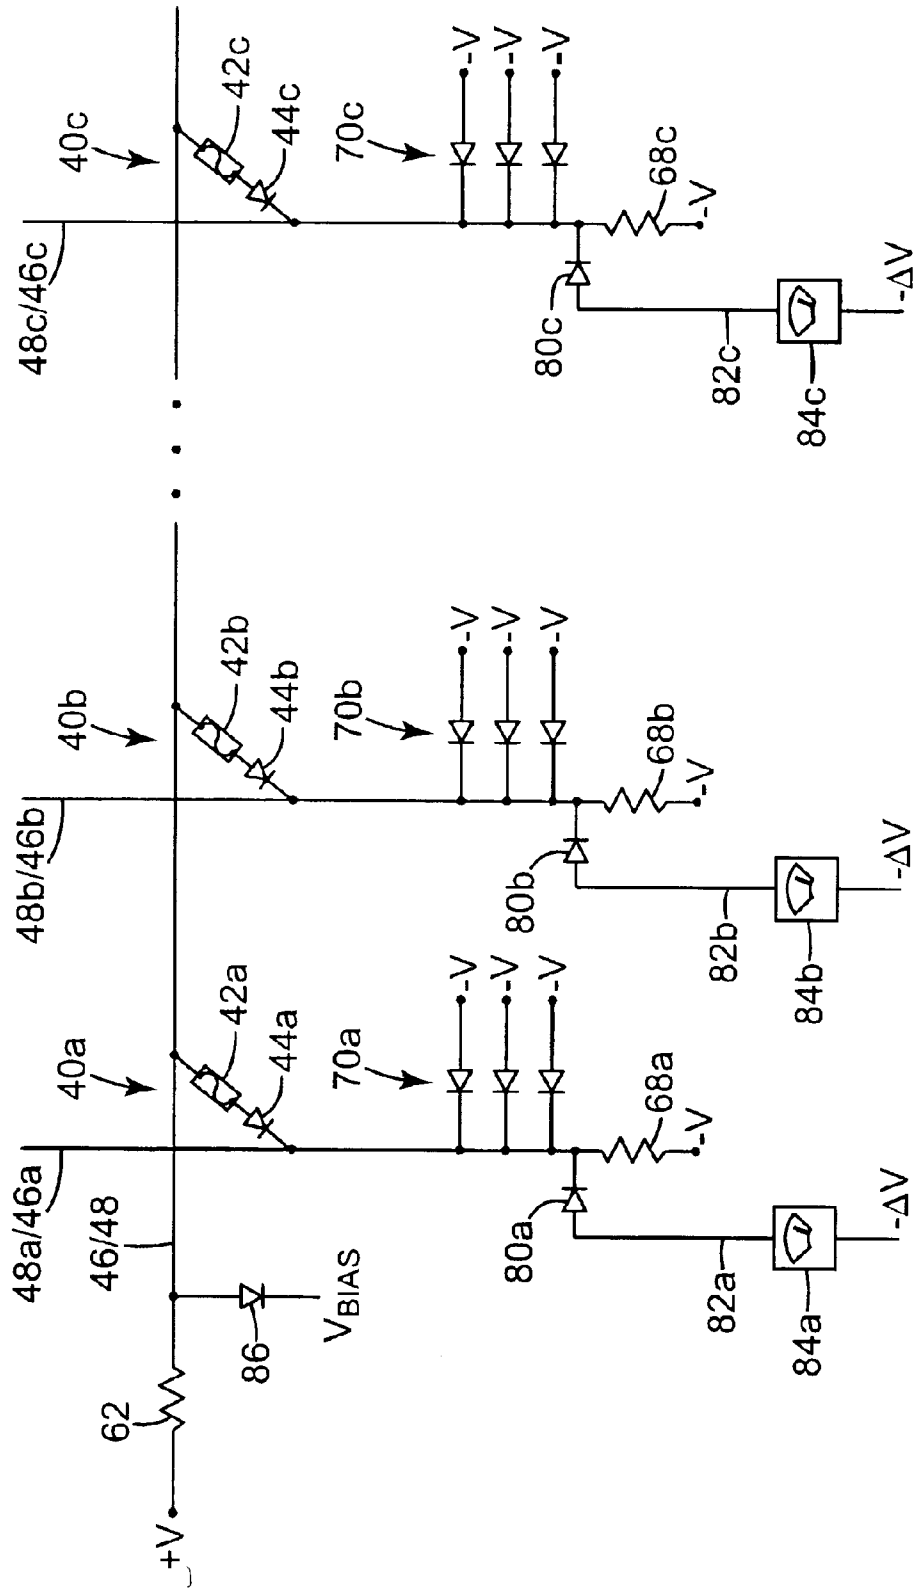 48a/46a
48b/46b
48c/46c
40a
40b
40c
46/48
42a
44a
42b
44b
42c
44c
+V
62
86
VBIAS
70a
-V
-V
-V
70b
-V
-V
-V
70c
-V
-V
-V
80a
68a
-V
80b
68b
-V
80c
68c
-V
82a
84a
-ΔV
82b
84b
-ΔV
82c
84c
-ΔV